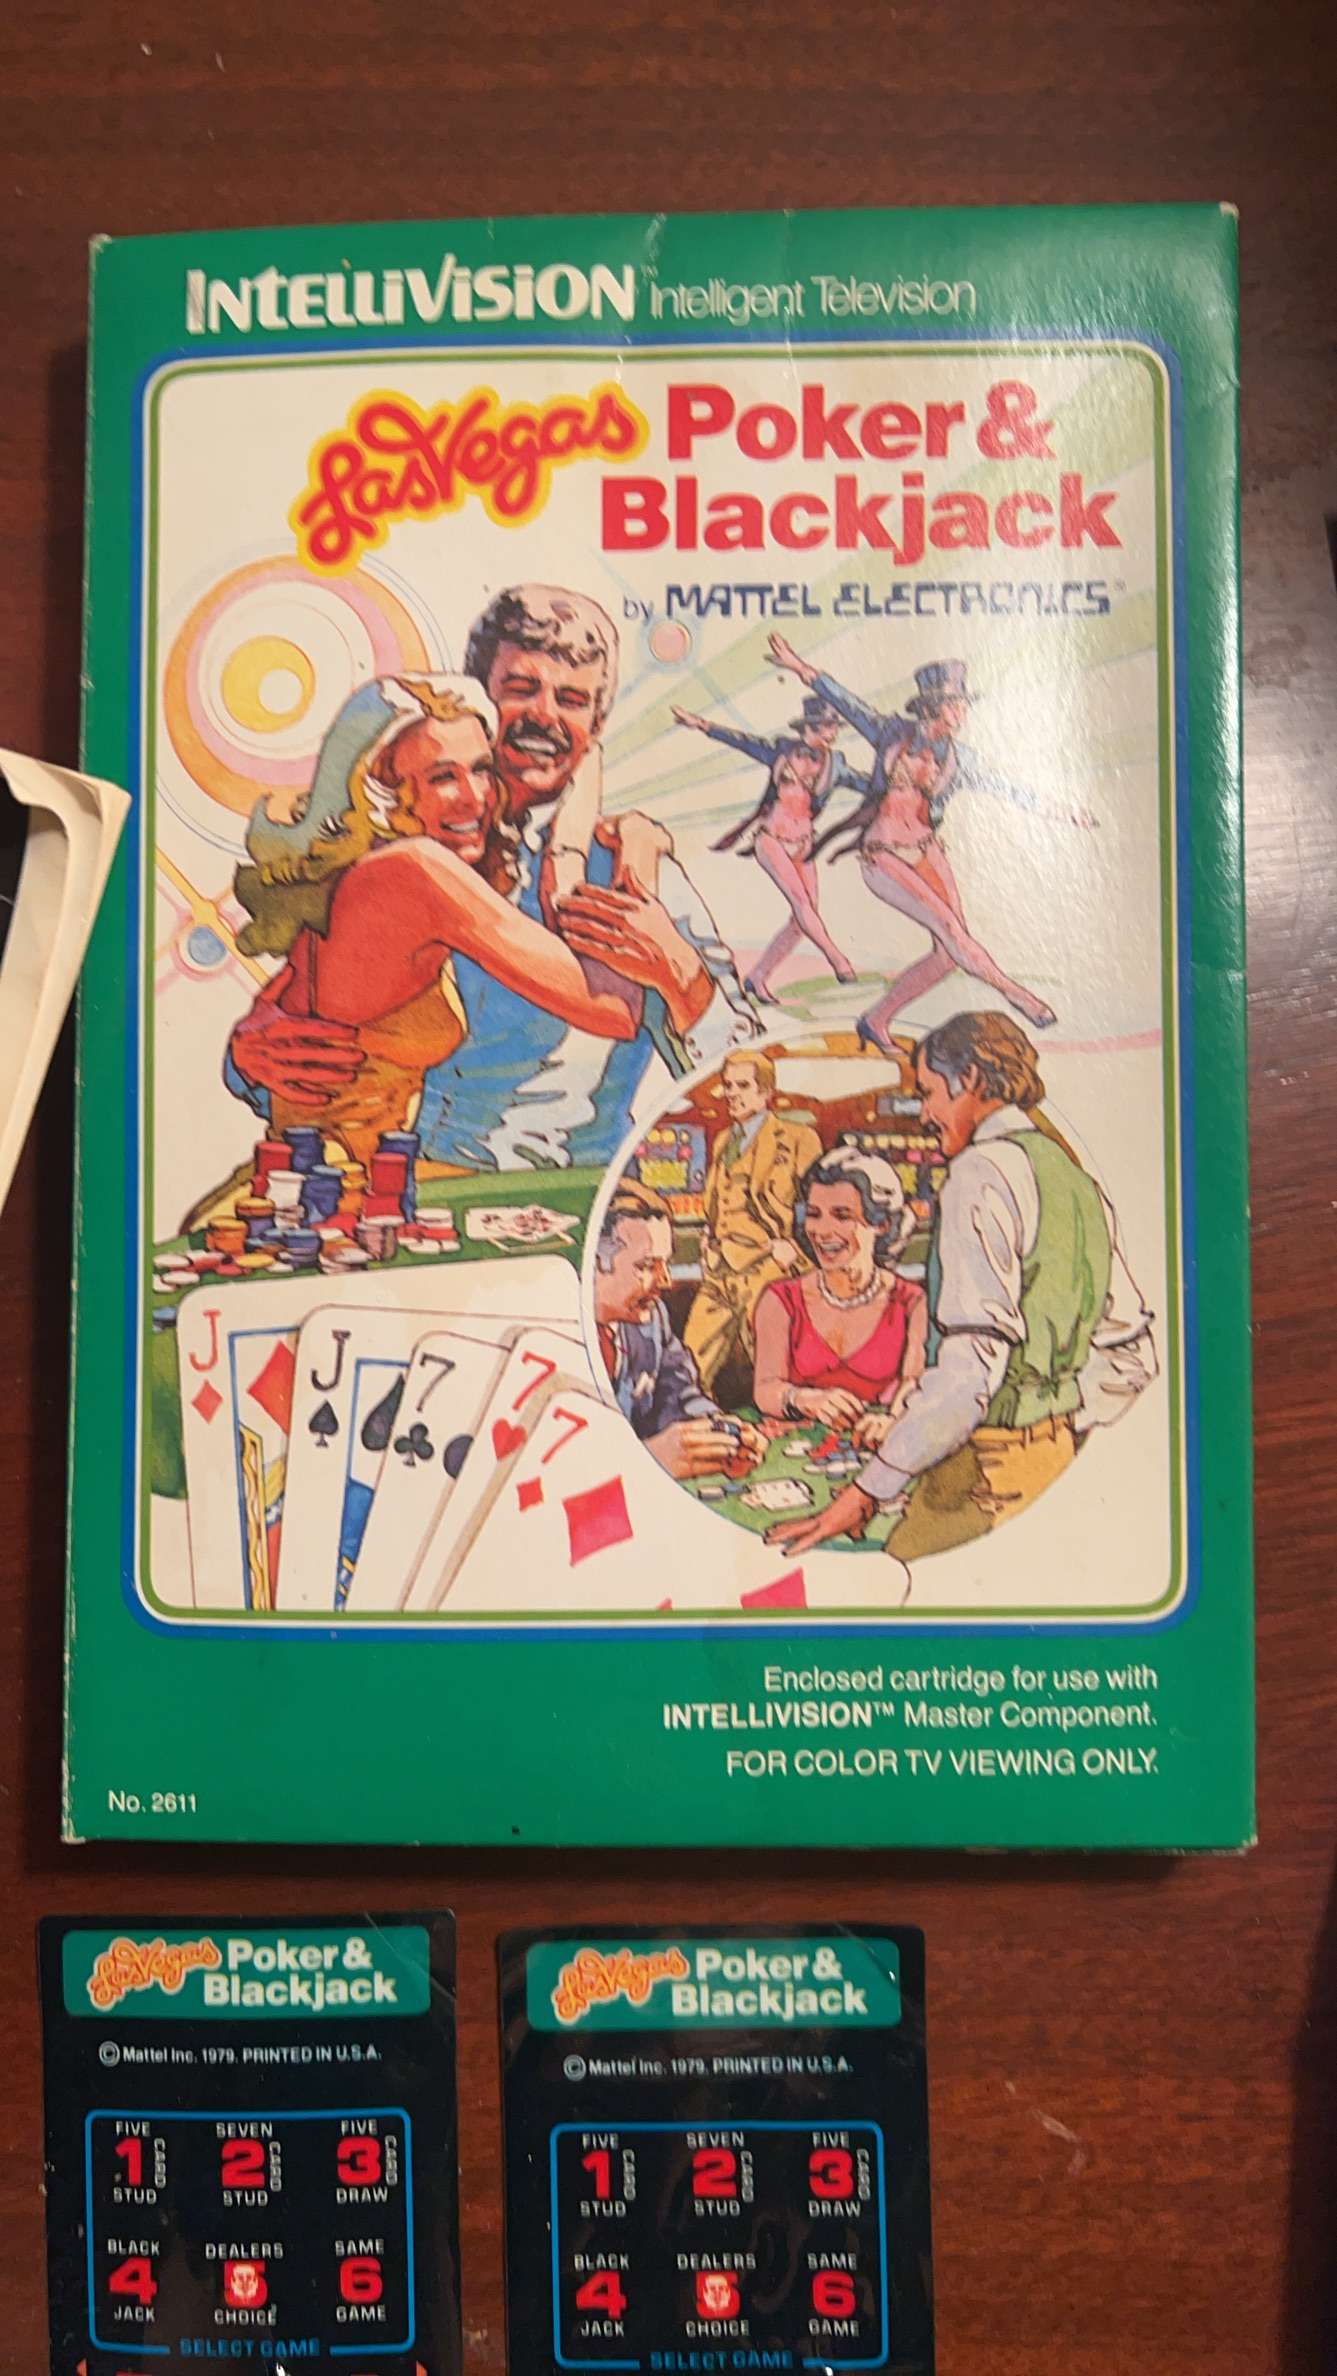 INTELLIVISION™ Intelligent Television
Las Vegas Poker &
Blackjack
by MATTEL ELECTRONICS
J
J
7
7
7
Enclosed cartridge for use with
INTELLIVISION™ Master Component.
FOR COLOR TV VIEWING ONLY.
No. 2611
Las Vegas Poker &
Blackjack
© Mattel Inc. 1979. PRINTED IN U.S.A.
FIVE SEVEN FIVE
1 CARD 2 CARD 3 CARD
STUD STUD DRAW
BLACK DEALERS SAME
4 5 6
JACK CHOICE GAME
SELECT GAME
Las Vegas Poker &
Blackjack
© Mattel Inc. 1979. PRINTED IN U.S.A.
FIVE SEVEN FIVE
1 CARD 2 CARD 3 CARD
STUD STUD DRAW
BLACK DEALERS SAME
4 5 6
JACK CHOICE GAME
SELECT GAME